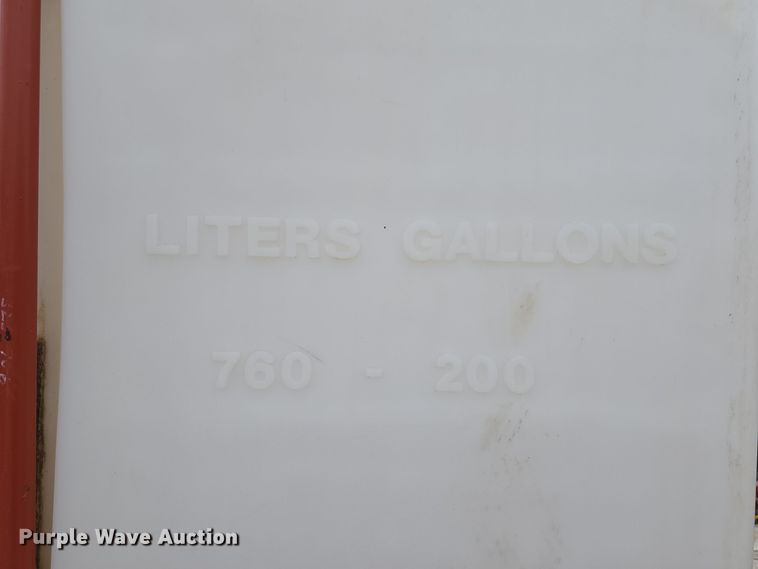 LITERS GALLONS
760 - 200
Purple Wave Auction